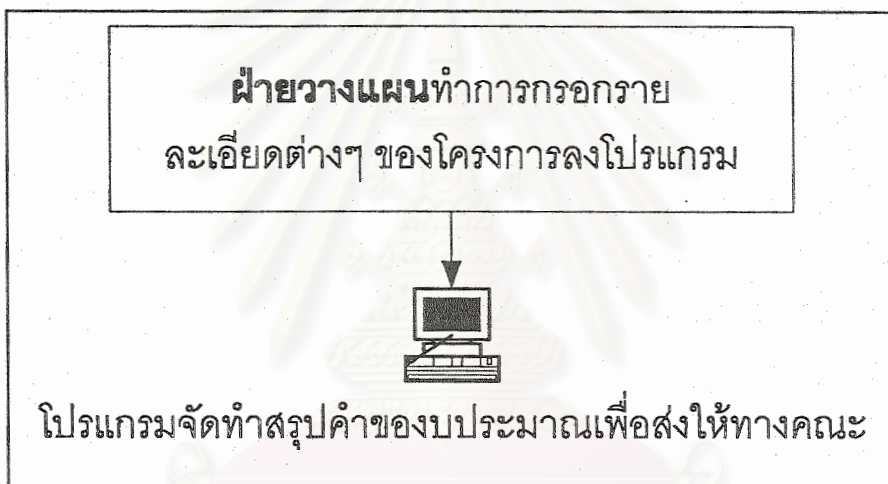 ฝ่ายวางแผนทำการกรอกราย
ละเอียดต่างๆ ของโครงการลงโปรแกรม
โปรแกรมจัดทำสรุปคำของบประมาณเพื่อส่งให้ทางคณะ